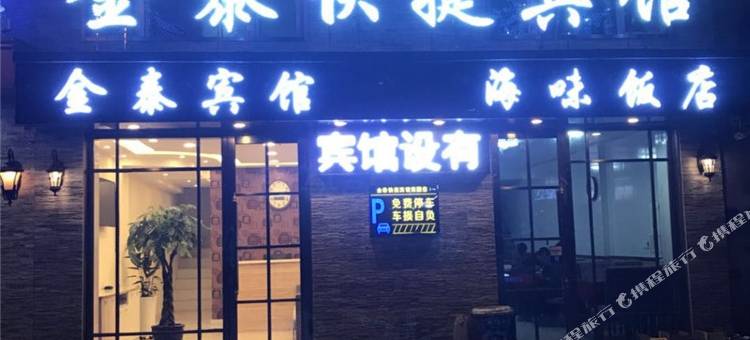 金泰快捷宾馆
金泰宾馆 海味饭店
宾馆设有
P 免费停车
车损自负
携程旅行
携程旅行